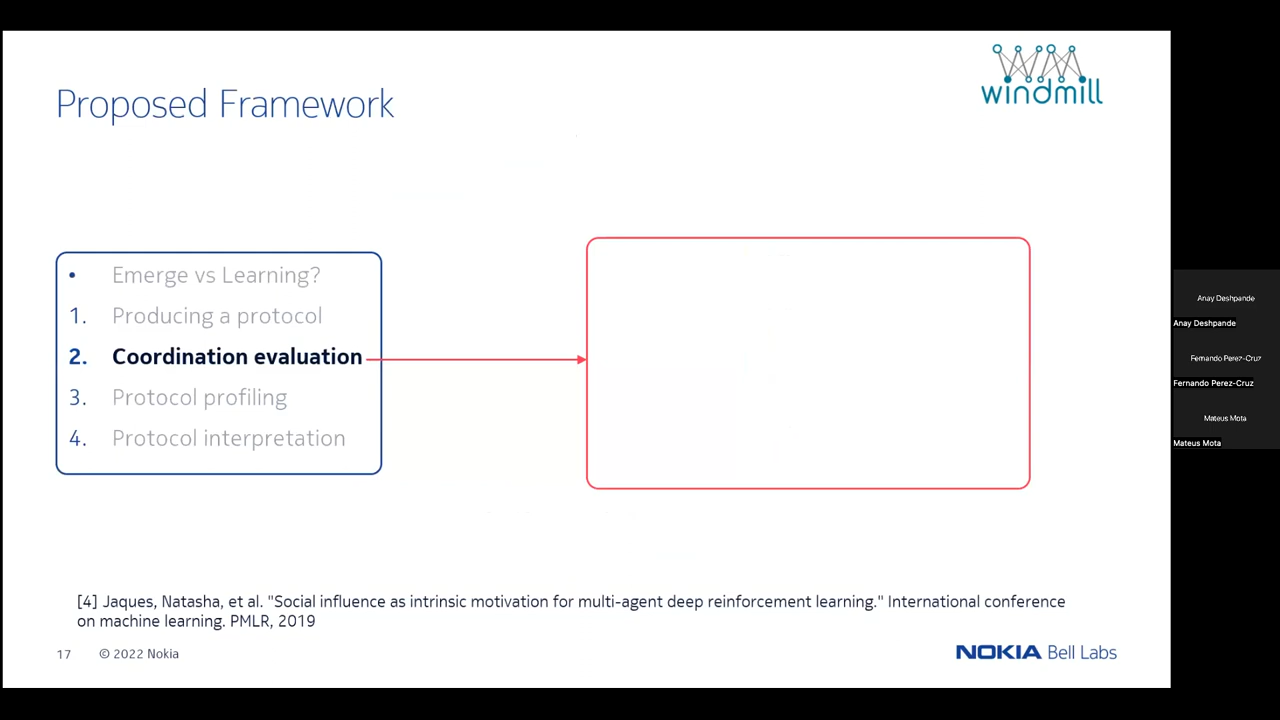 windmill
Proposed Framework
• Emerge vs Learning?
1. Producing a protocol
2. Coordination evaluation
3. Protocol profiling
4. Protocol interpretation
[4] Jaques, Natasha, et al. "Social influence as intrinsic motivation for multi-agent deep reinforcement learning." International conference
on machine learning. PMLR, 2019
17 © 2022 Nokia
NOKIA Bell Labs
Anay Deshpande
Anay Deshpande
Fernando Perez-Cruz
Fernando Perez-Cruz
Mateus Mota
Mateus Mota